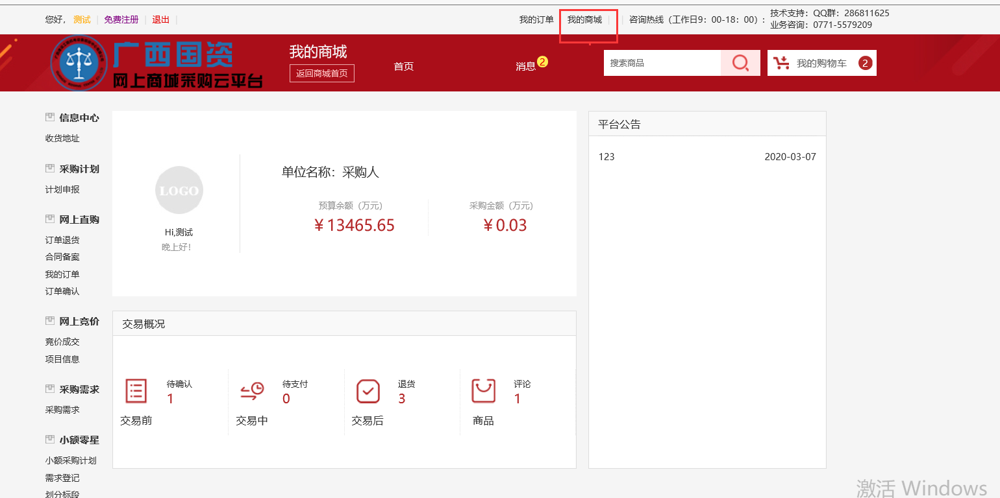 您好， 测试 | 免费注册 | 退出 |
我的订单 我的商城 | | 咨询热线（工作日9：00-18：00）：
技术支持：QQ群：286811625
业务咨询：0771-5579209
广西国资
网上商城采购云平台
我的商城
返回商城首页
首页
消息 2
搜索商品
我的购物车 2
信息中心
收货地址
采购计划
计划申报
网上直购
订单退货
合同备案
我的订单
订单确认
网上竞价
竞价成交
项目信息
采购需求
采购需求
小额零星
小额采购计划
需求登记
划分标段
LOGO
Hi,测试
晚上好！
单位名称：采购人
预算余额（万元）
￥13465.65
采购金额（万元）
￥0.03
交易概况
待确认
1
交易前
待支付
0
交易中
退货
3
交易后
评论
1
商品
平台公告
123 2020-03-07
激活 Windows